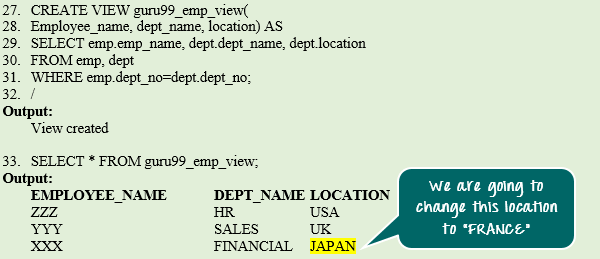 27. CREATE VIEW guru99_emp_view(
28. Employee_name, dept_name, location) AS
29. SELECT emp.emp_name, dept.dept_name, dept.location
30. FROM emp, dept
31. WHERE emp.dept_no=dept.dept_no;
32. /
Output:
View created
33. SELECT * FROM guru99_emp_view;
Output:
EMPLOYEE_NAME DEPT_NAME LOCATION
ZZZ HR USA
YYY SALES UK
XXX FINANCIAL JAPAN
We are going to
change this location
to "FRANCE"